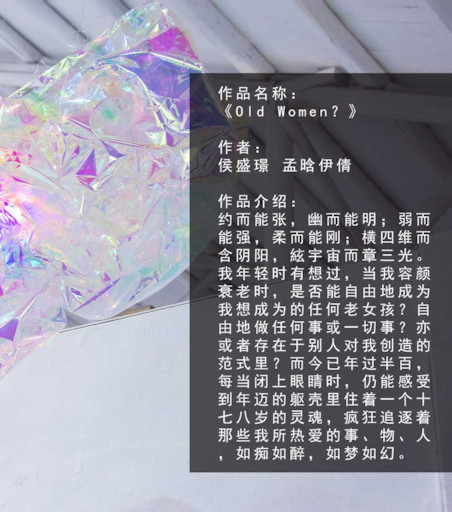 作品名称：
《Old Women？》
作者：
侯盛璟 孟晗伊倩
作品介绍：
约而能张，幽而能明；弱而
能强，柔而能刚；横四维而
含阴阳，紘宇宙而章三光。
我年轻时有想过，当我容颜
衰老时，是否能自由地成为
我想成为的任何老女孩？自
由地做任何事或一切事？亦
或者存在于别人对我创造的
范式里？而今已年过半百，
每当闭上眼睛时，仍能感受
到年迈的躯壳里住着一个十
七八岁的灵魂，疯狂追逐着
那些我所热爱的事、物、人
，如痴如醉，如梦如幻。